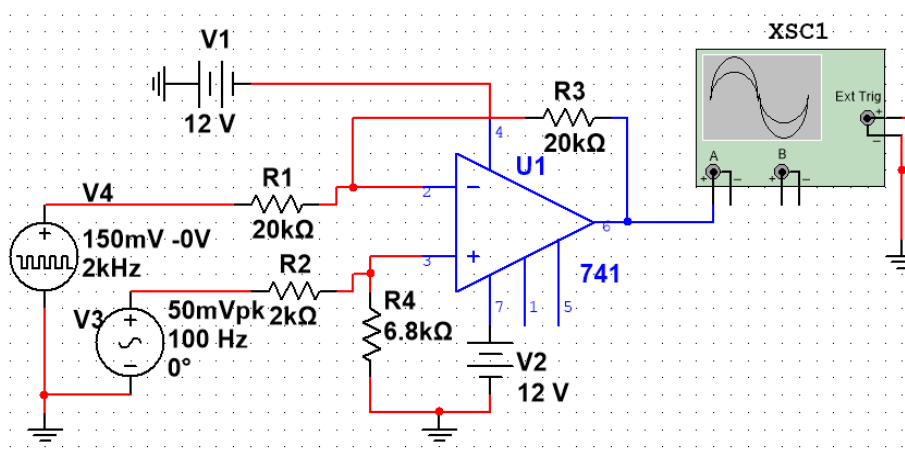 XSC1
V1
12 V
R3
20kΩ
Ext Trig
+
−
4
U1
A
B
+ −
+ −
V4
R1
20kΩ
2
−
+
150mV -0V
2kHz
6
3
+
R2
2kΩ
741
V3
+
−
50mVpk
100 Hz
0°
R4
6.8kΩ
7
1
5
V2
12 V